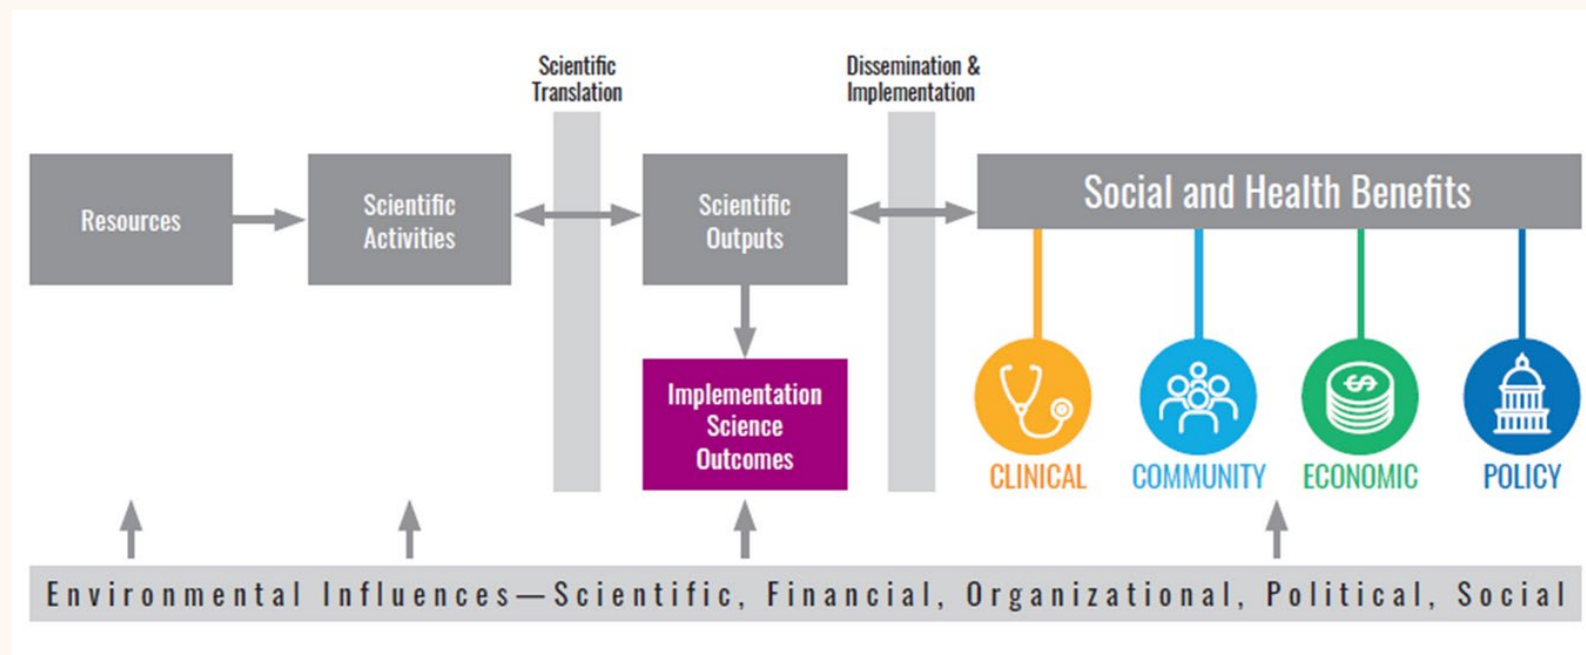 Scientific
Translation
Dissemination &
Implementation
Resources
Scientific
Activities
Scientific
Outputs
Social and Health Benefits
Implementation
Science
Outcomes
$
CLINICAL
COMMUNITY
ECONOMIC
POLICY
Environmental Influences—Scientific, Financial, Organizational, Political, Social